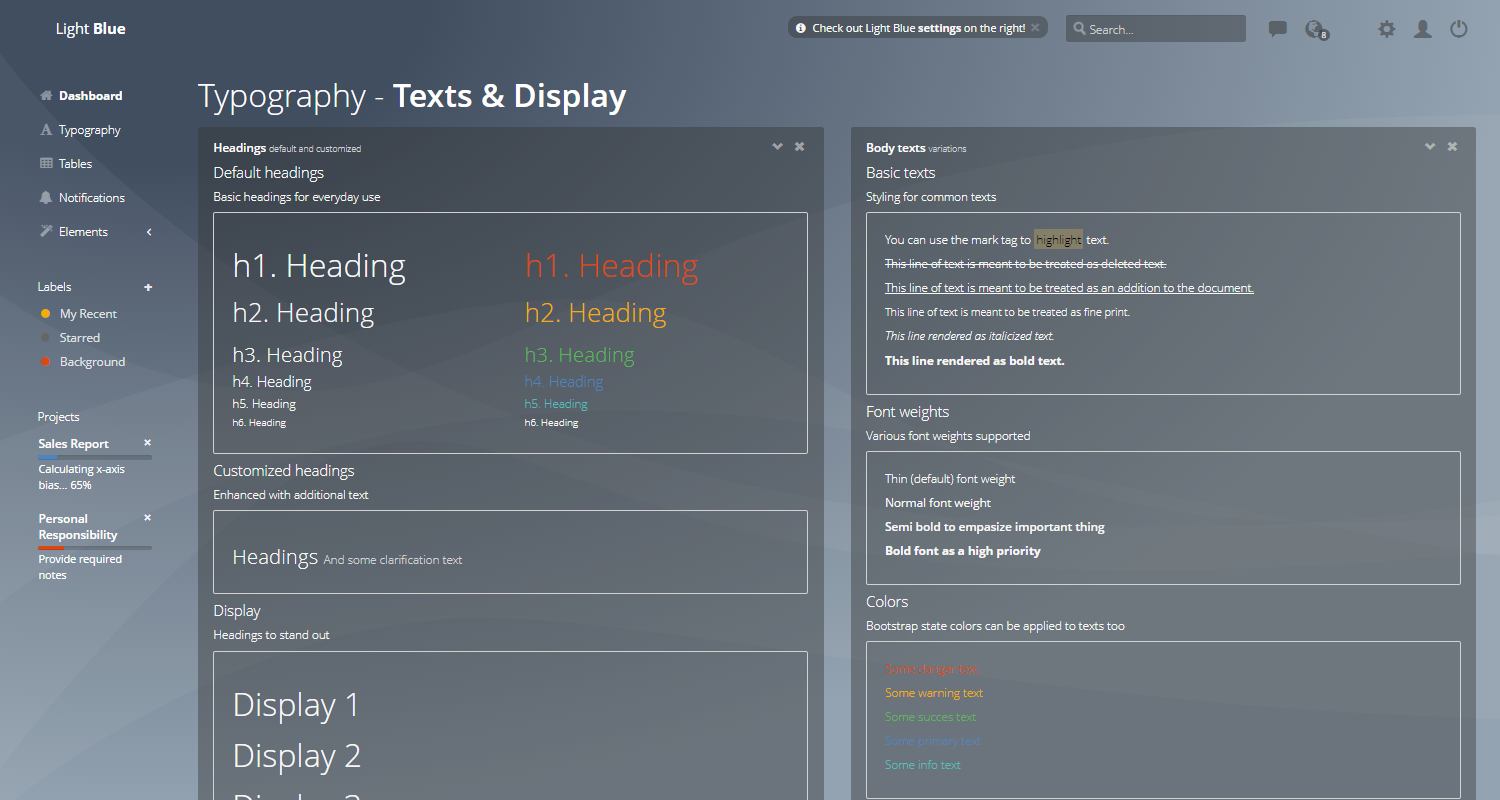 Light Blue
Check out Light Blue settings on the right!
Search...
8
Dashboard
Typography
Tables
Notifications
Elements
Labels
My Recent
Starred
Background
Projects
Sales Report
Calculating x-axis
bias... 65%
Personal
Responsibility
Provide required
notes
Typography - Texts & Display
Headings default and customized
Default headings
Basic headings for everyday use
h1. Heading
h2. Heading
h3. Heading
h4. Heading
h5. Heading
h6. Heading
h1. Heading
h2. Heading
h3. Heading
h4. Heading
h5. Heading
h6. Heading
Customized headings
Enhanced with additional text
Headings And some clarification text
Display
Headings to stand out
Display 1
Display 2
Display 3
Body texts variations
Basic texts
Styling for common texts
You can use the mark tag to highlight text.
This line of text is meant to be treated as deleted text.
This line of text is meant to be treated as an addition to the document.
This line of text is meant to be treated as fine print.
This line rendered as italicized text.
This line rendered as bold text.
Font weights
Various font weights supported
Thin (default) font weight
Normal font weight
Semi bold to empasize important thing
Bold font as a high priority
Colors
Bootstrap state colors can be applied to texts too
Some danger text
Some warning text
Some succes text
Some primary text
Some info text